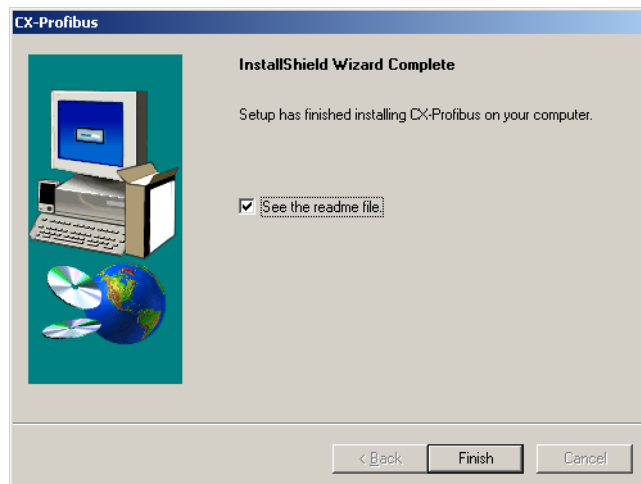 CX-Profibus
InstallShield Wizard Complete
Setup has finished installing CX-Profibus on your computer.
See the readme file.
< Back
Finish
Cancel